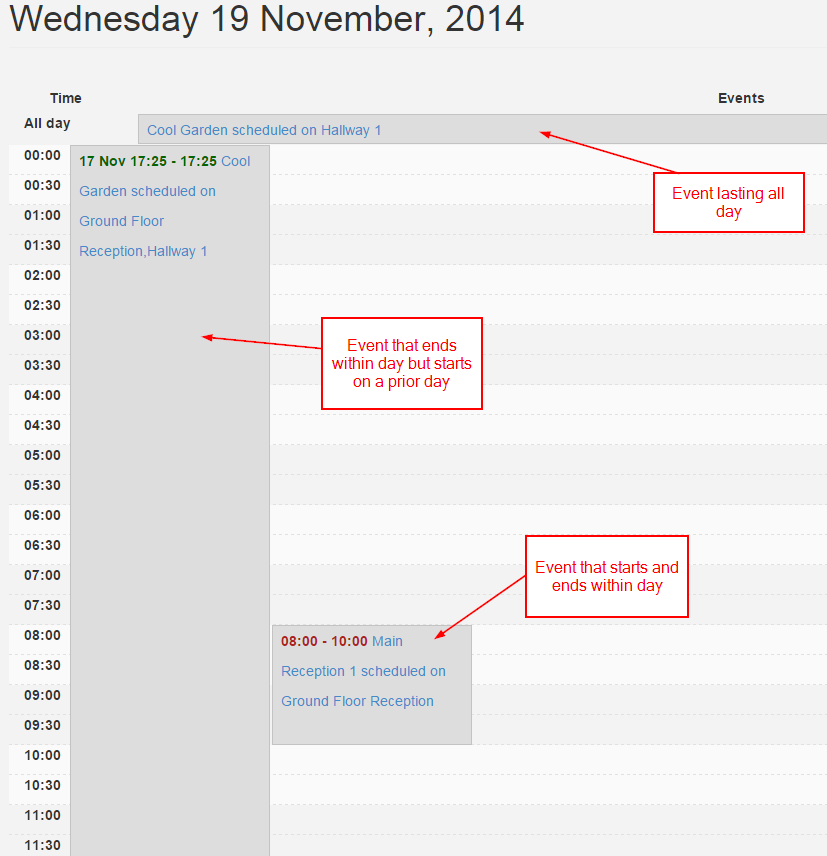 Wednesday 19 November, 2014
Time
Events
All day
Cool Garden scheduled on Hallway 1
Event lasting all
day
00:00
17 Nov 17:25 - 17:25 Cool
00:30
Garden scheduled on
01:00
Ground Floor
01:30
Reception,Hallway 1
02:00
02:30
03:00
Event that ends
within day but starts
on a prior day
03:30
04:00
04:30
05:00
05:30
06:00
06:30
Event that starts and
ends within day
07:00
07:30
08:00
08:00 - 10:00 Main
08:30
Reception 1 scheduled on
09:00
Ground Floor Reception
09:30
10:00
10:30
11:00
11:30